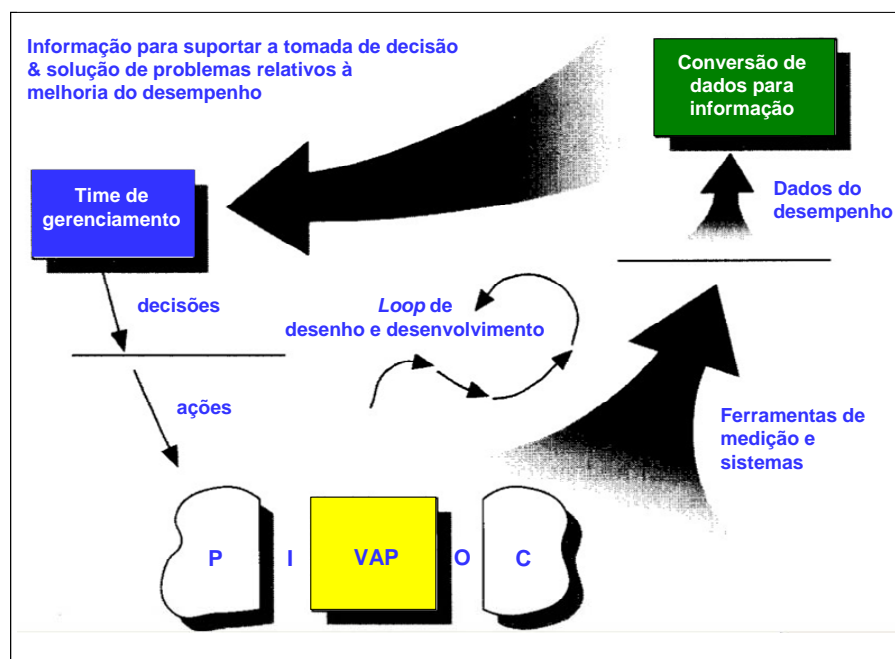 Informação para suportar a tomada de decisão
& solução de problemas relativos à
melhoria do desempenho
Conversão de
dados para
informação
Time de
gerenciamento
Dados do
desempenho
decisões
Loop de
desenho e desenvolvimento
ações
Ferramentas de
medição e
sistemas
P I VAP O C